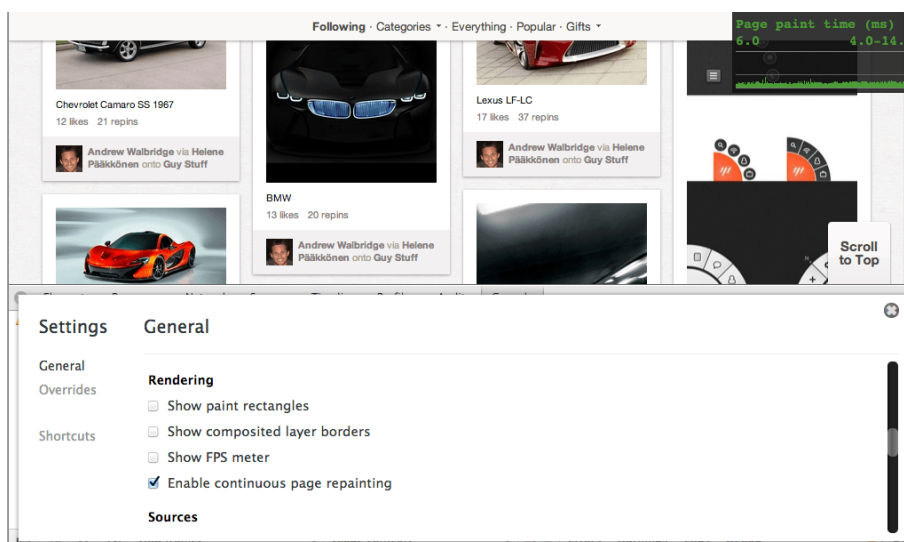 Following · Categories · Everything · Popular · Gifts
Page paint time (ms)
6.0 4.0-14.
Chevrolet Camaro SS 1967
12 likes 21 repins
Andrew Walbridge via Helene
Pääkkönen onto Guy Stuff
BMW
13 likes 20 repins
Andrew Walbridge via Helene
Pääkkönen onto Guy Stuff
Lexus LF-LC
17 likes 37 repins
Andrew Walbridge via Helene
Pääkkönen onto Guy Stuff
Scroll
to Top
Settings
General
Overrides
Shortcuts
General
Rendering
Show paint rectangles
Show composited layer borders
Show FPS meter
Enable continuous page repainting
Sources